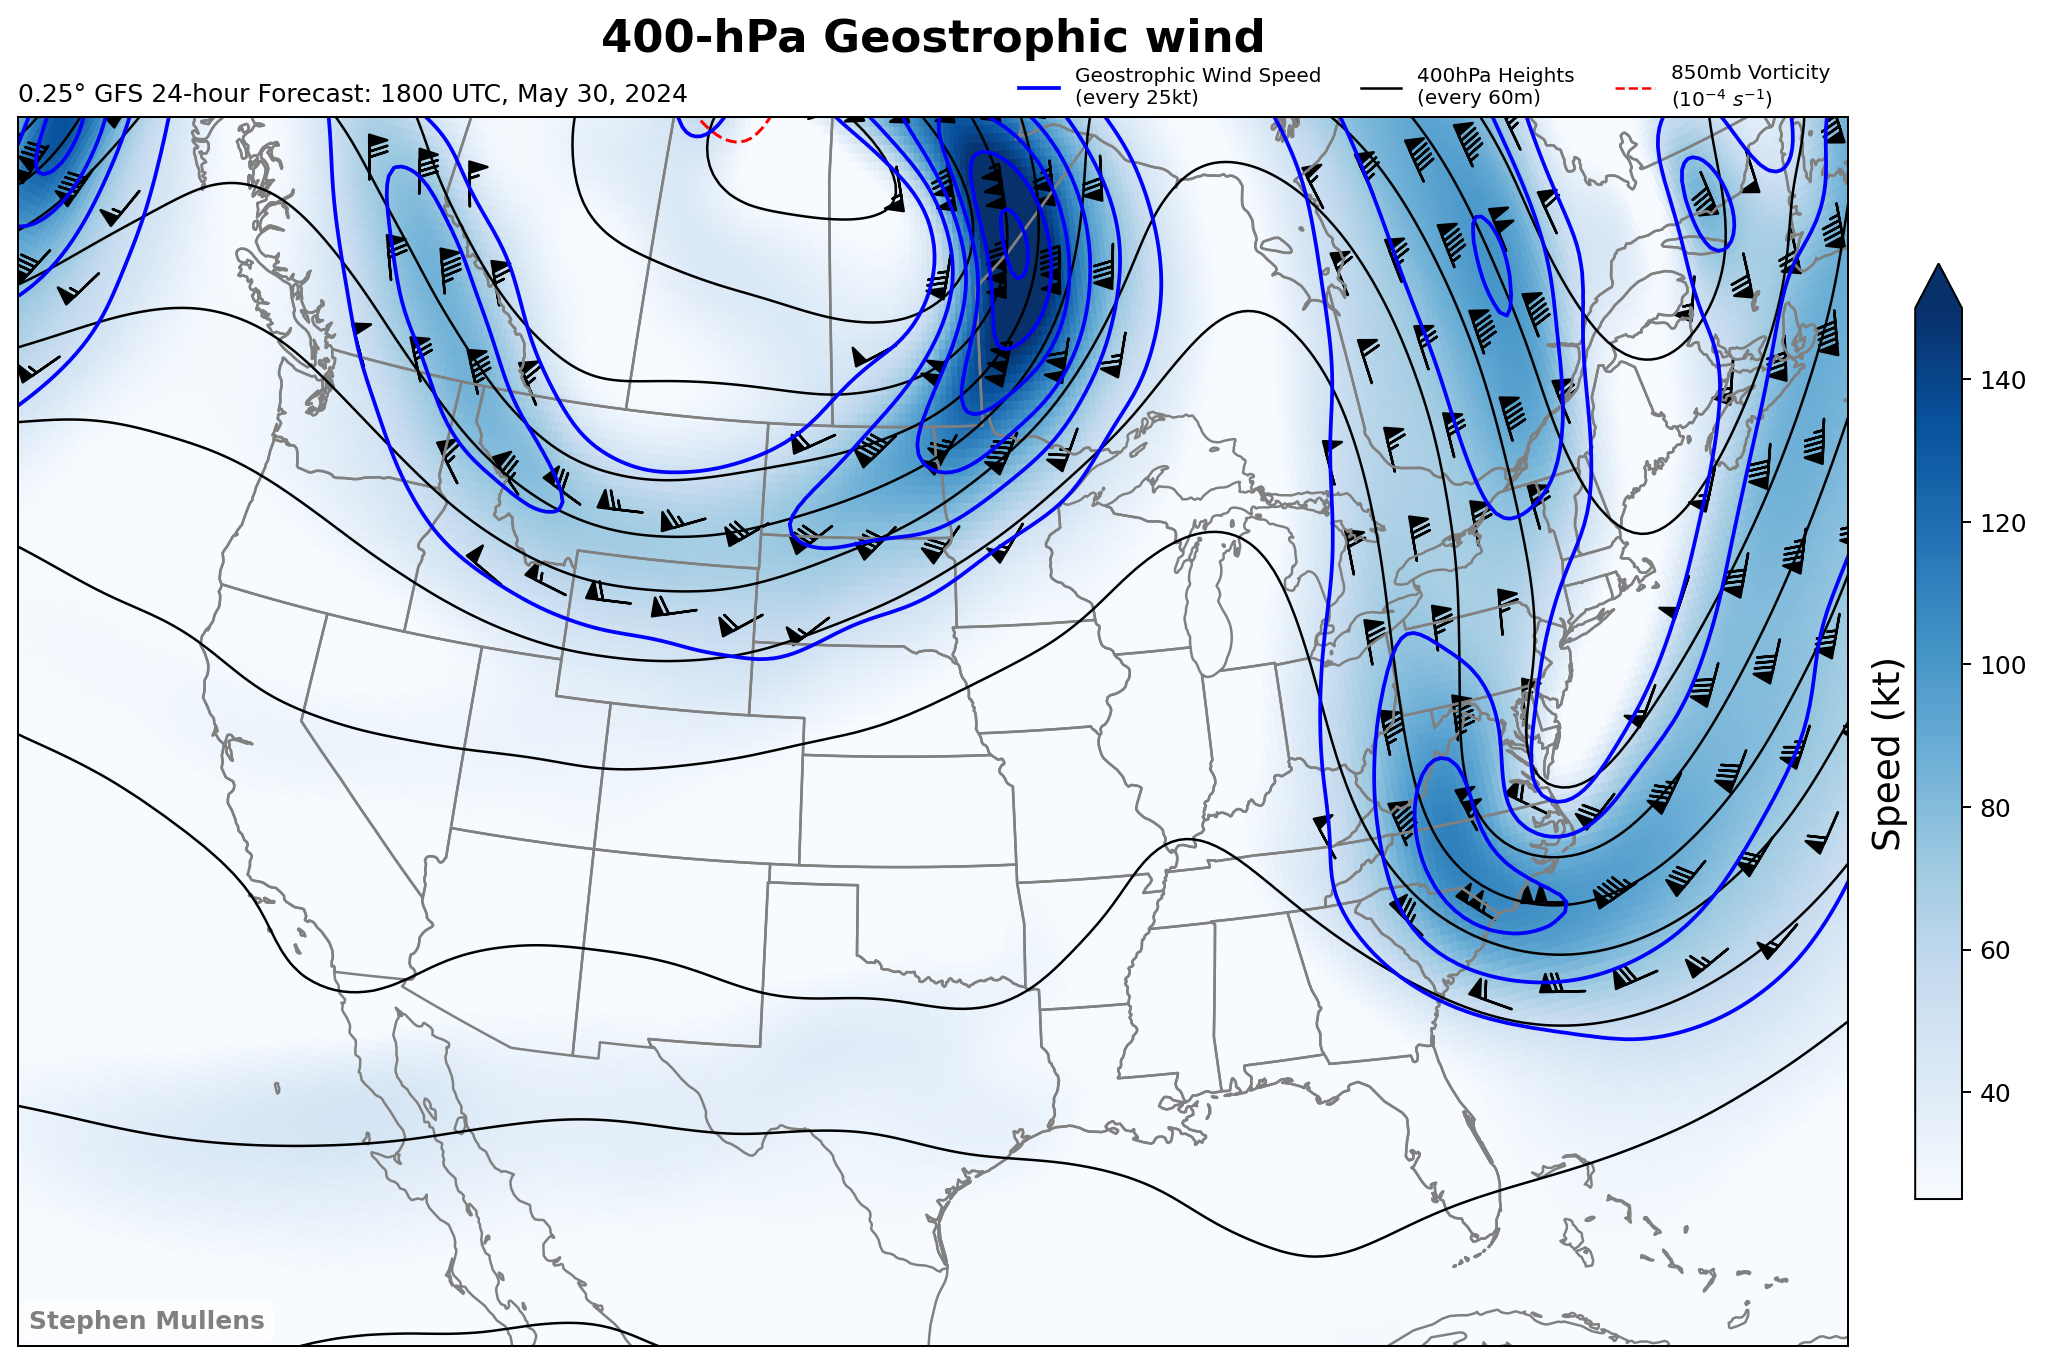 400-hPa Geostrophic wind
0.25° GFS 24-hour Forecast: 1800 UTC, May 30, 2024
Geostrophic Wind Speed
(every 25kt)
400hPa Heights
(every 60m)
850mb Vorticity
(10⁻⁴ s⁻¹)
140
120
100
80
60
40
Speed (kt)
Stephen Mullens